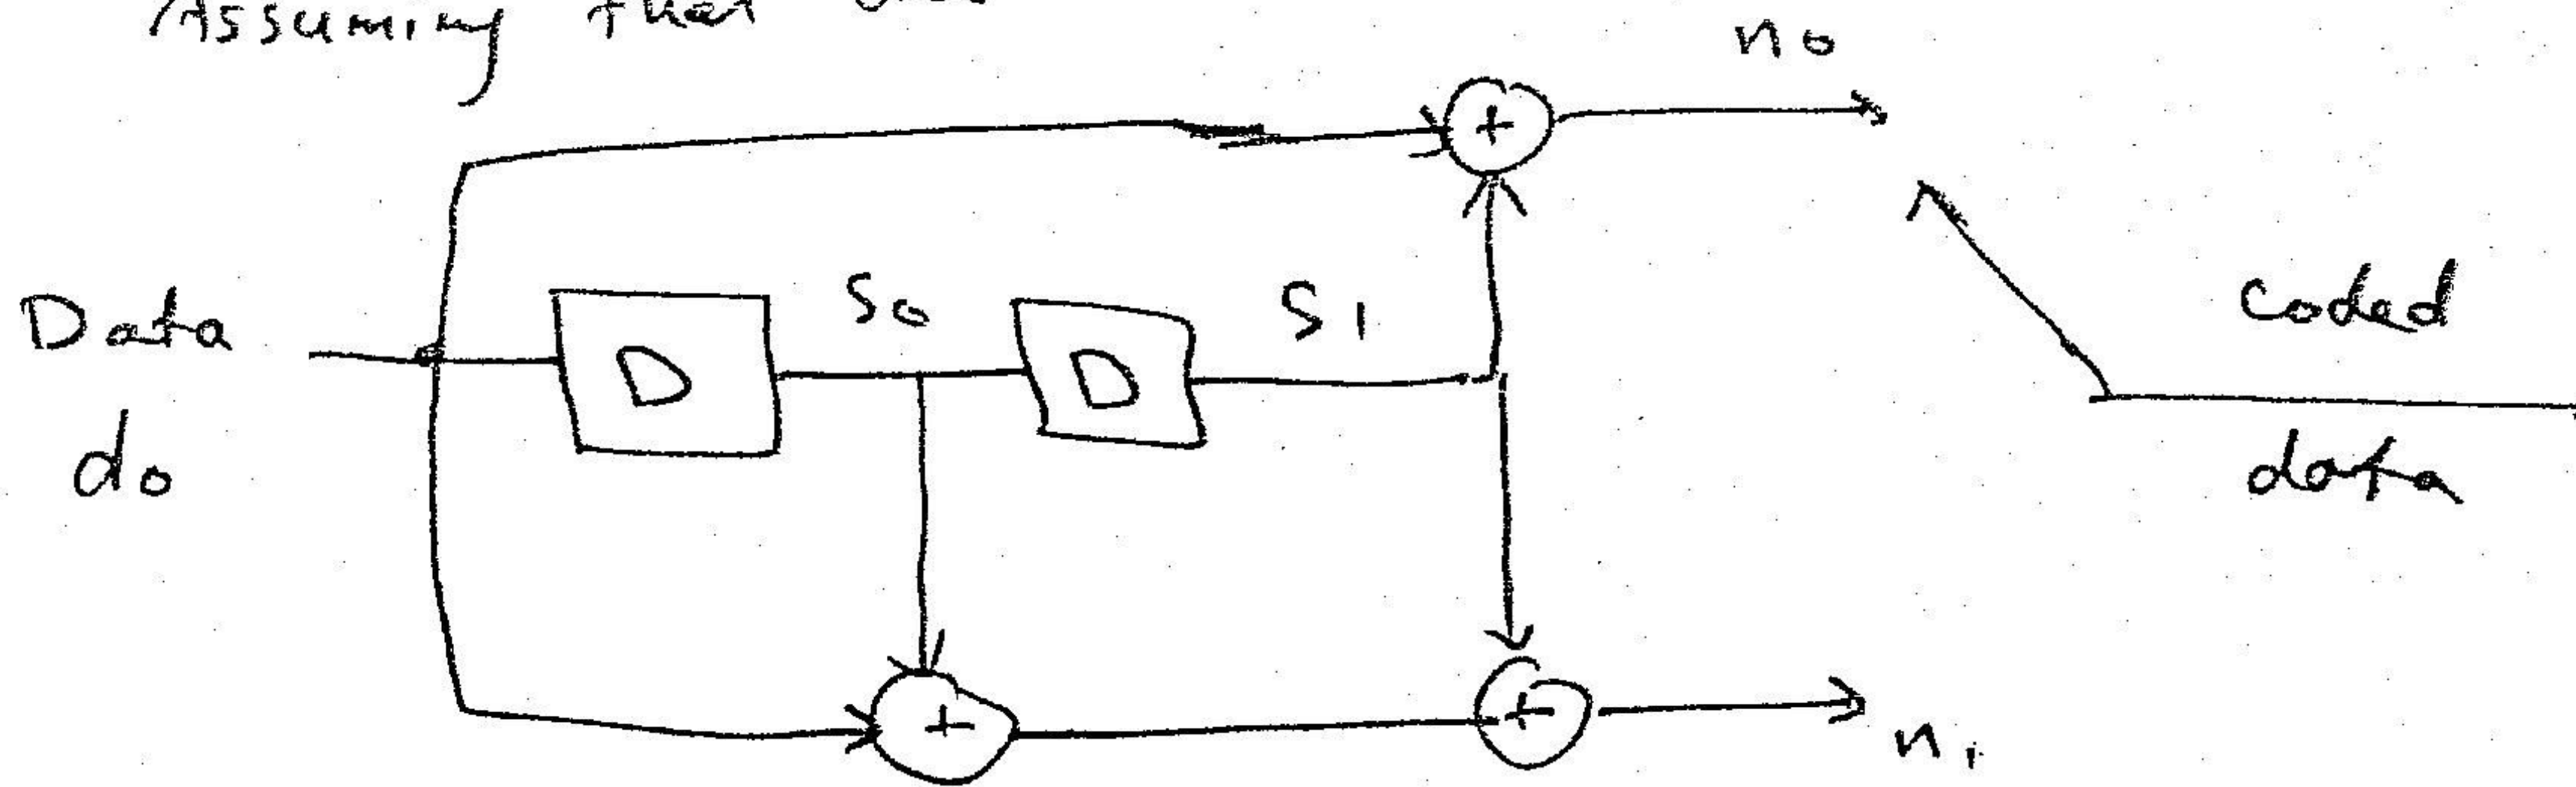 Assuming that
n0
+
Data
d0
D
S0
D
S1
coded
data
+
+
n1